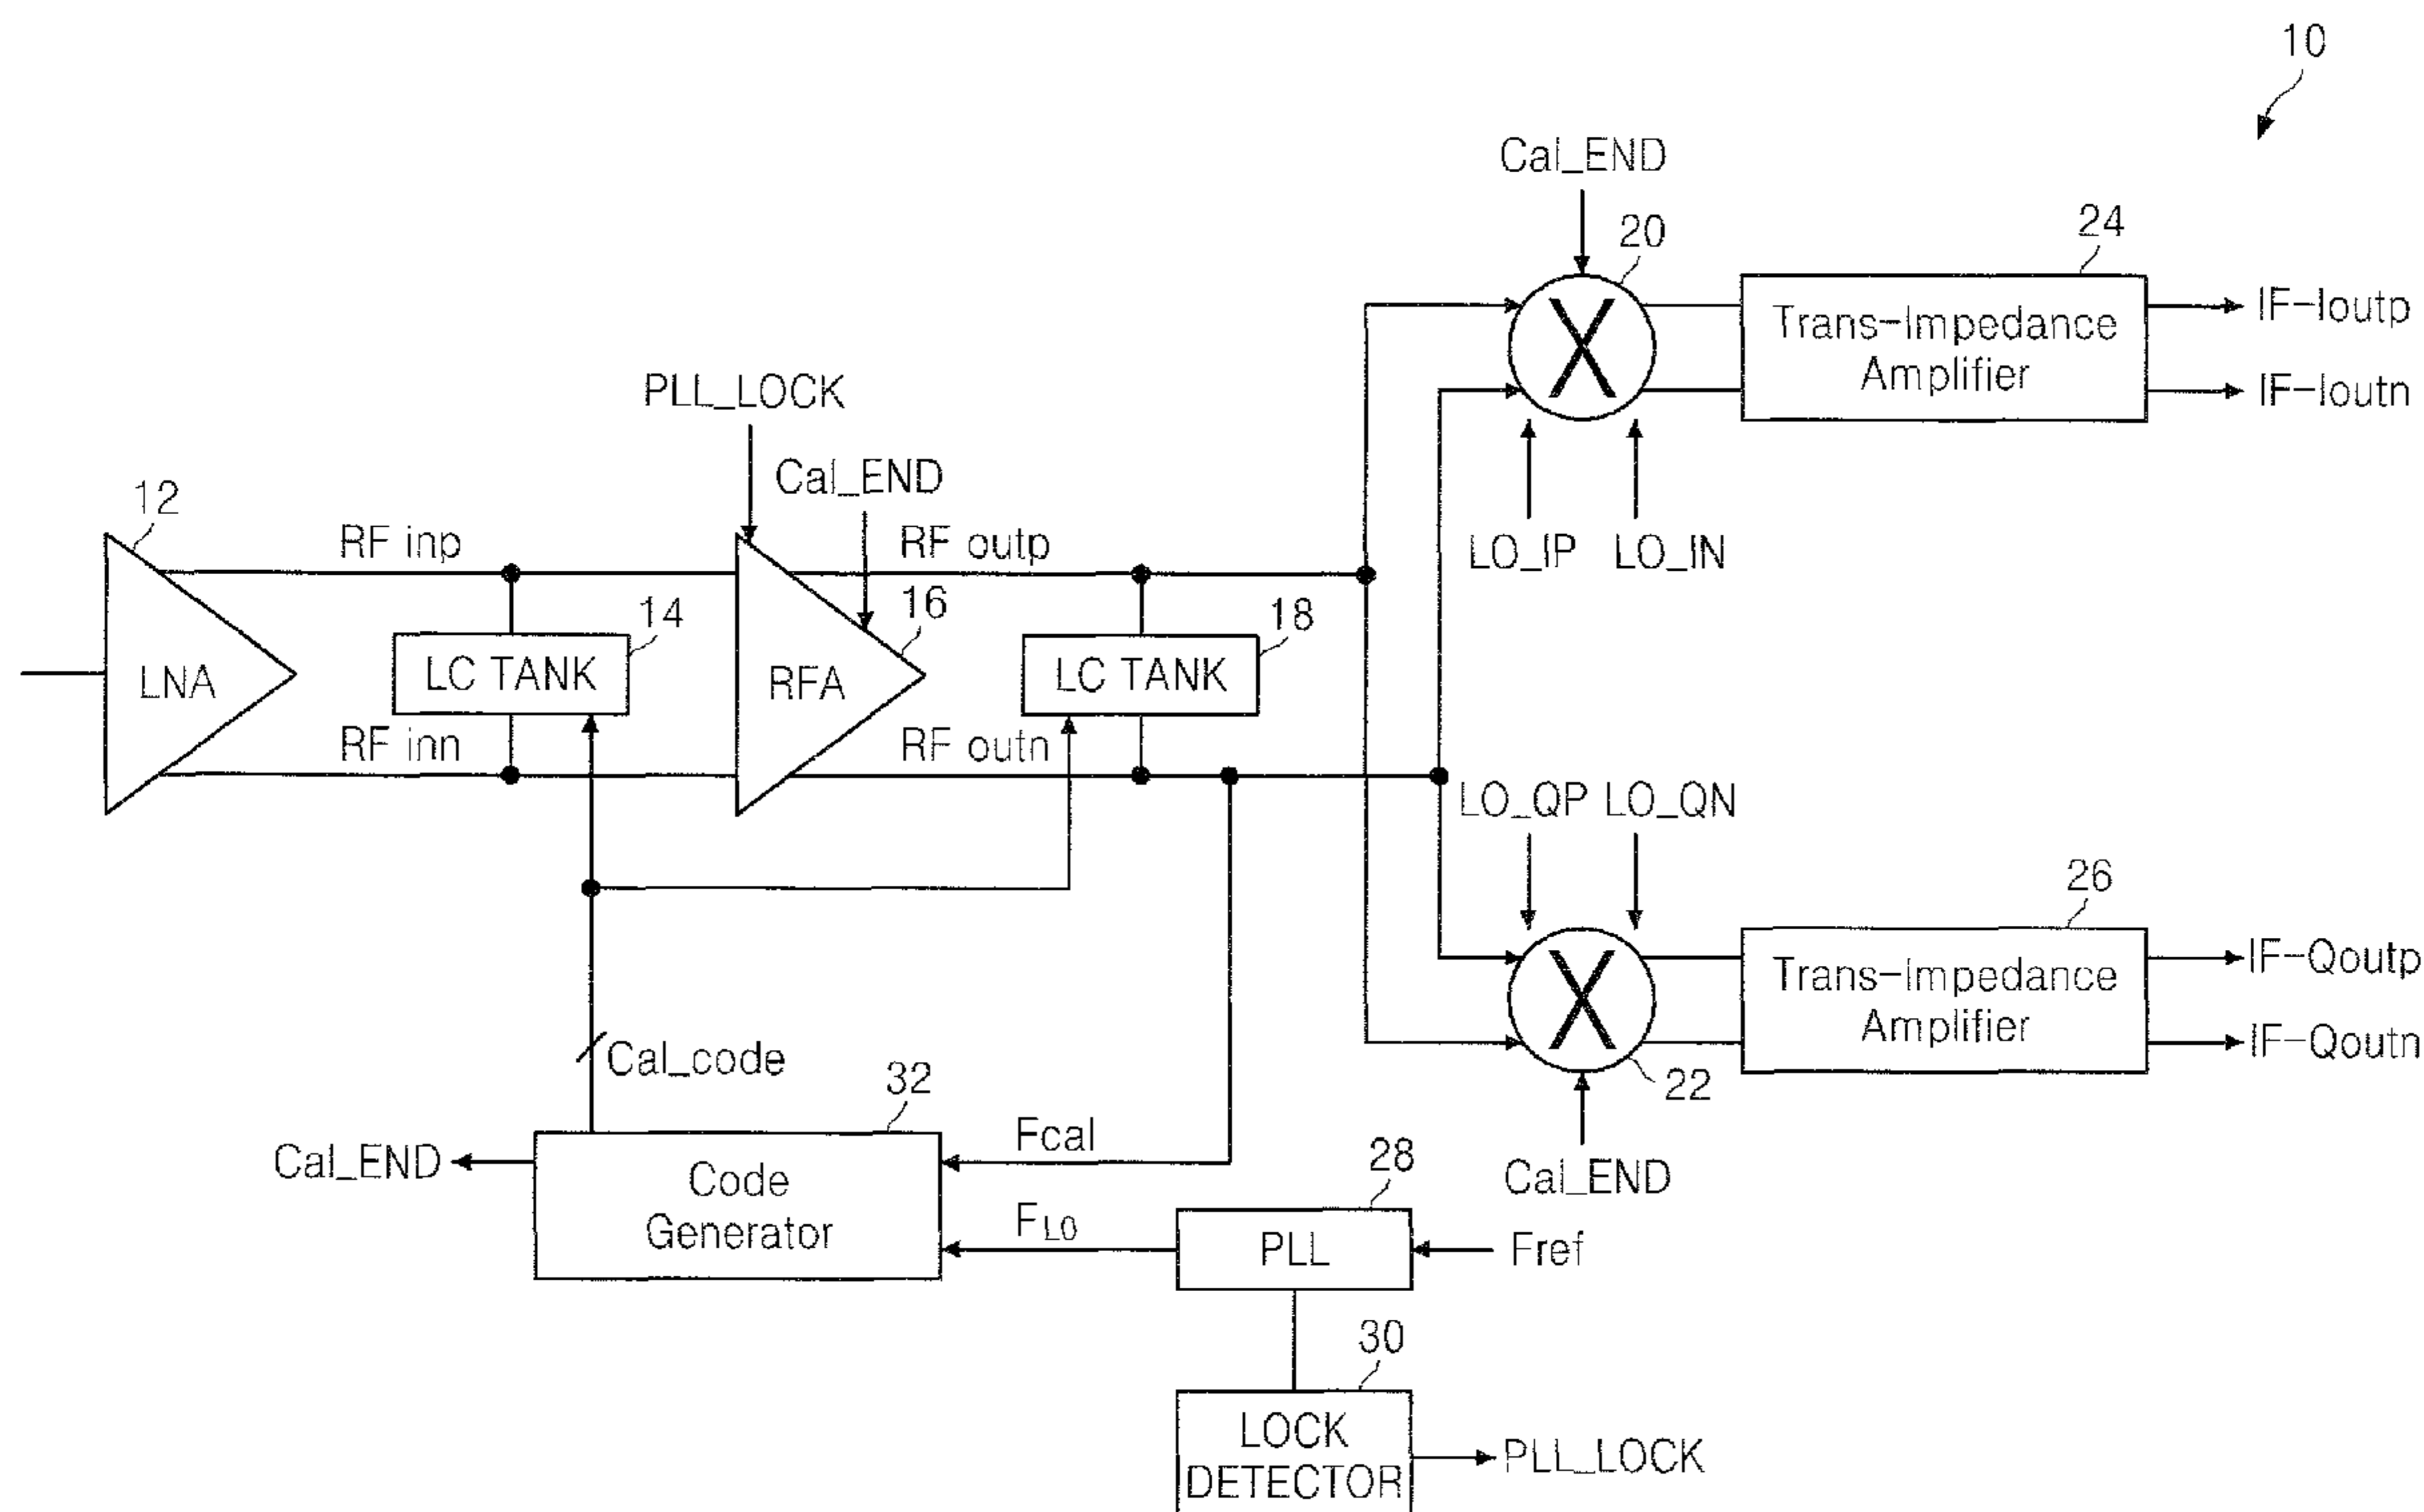 10
Cal_END
20
24
Trans-Impedance
Amplifier
IF-Ioutp
IF-Ioutn
PLL_LOCK
Cal_END
LO_IP
LO_IN
12
RF inp
RF outp
16
14
18
LNA
LC TANK
RFA
LC TANK
RF inn
RF outn
LO_QP
LO_QN
26
Trans-Impedance
Amplifier
IF-Qoutp
IF-Qoutn
22
Cal_END
Cal_code
32
Cal_END
Code
Generator
Fcal
FL0
28
PLL
Fref
30
LOCK
DETECTOR
PLL_LOCK